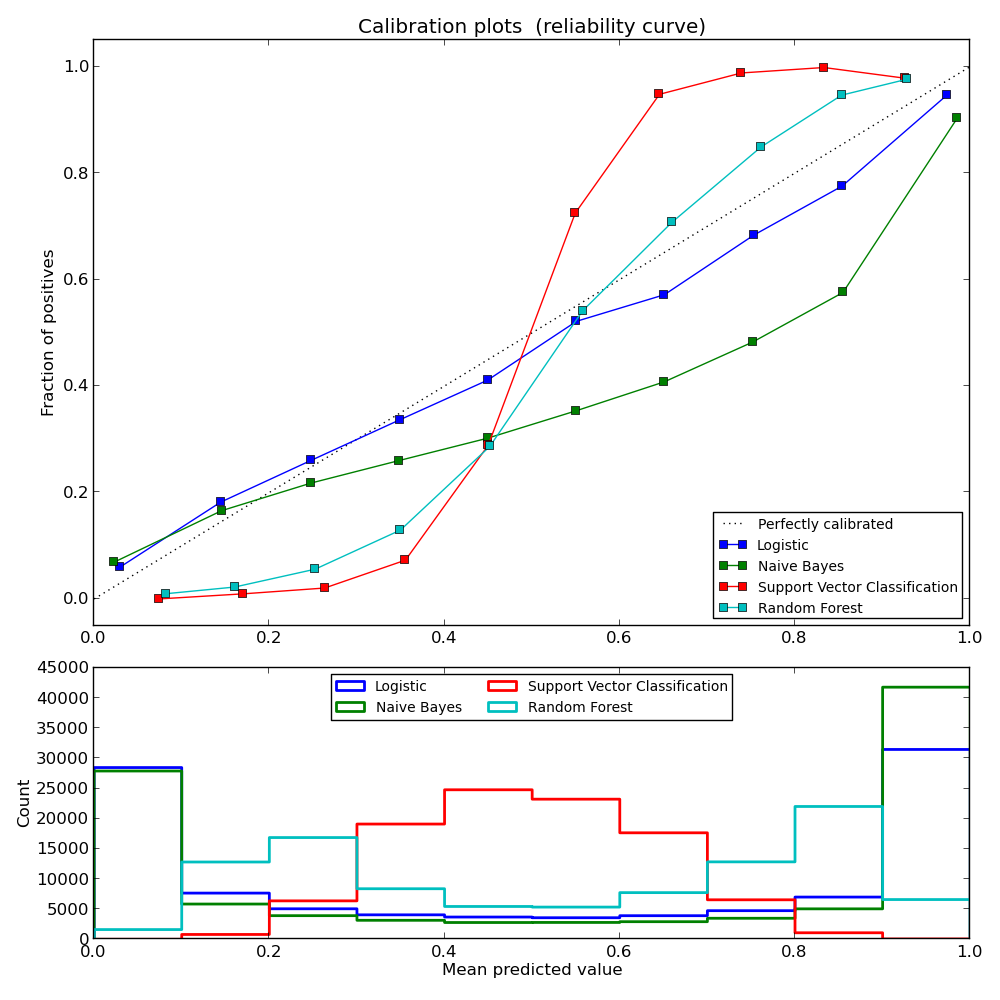 Calibration plots  (reliability curve)
1.0
0.8
0.6
0.4
0.2
0.0
Fraction of positives
Perfectly calibrated
Logistic
Naive Bayes
Support Vector Classification
Random Forest
0.0 0.2 0.4 0.6 0.8 1.0
45000
40000
35000
30000
25000
20000
15000
10000
5000
0
Count
Logistic Support Vector Classification
Naive Bayes Random Forest
0.0 0.2 0.4 0.6 0.8 1.0
Mean predicted value